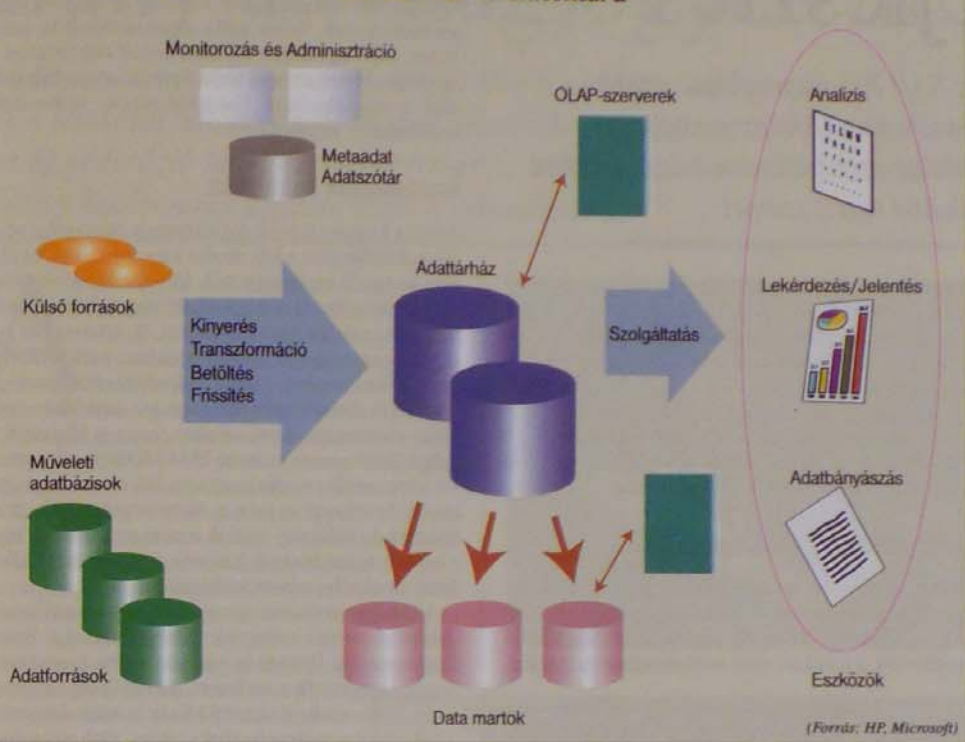 Monitorozás és Adminisztráció
Metaadat
Adatszótár
OLAP-szerverek
Analízis
Külső források
Kinyerés
Transzformáció
Betöltés
Frissítés
Adattárház
Szolgáltatás
Lekérdezés/Jelentés
Műveleti
adatbázisok
Adatbányászás
Adatforrások
Data martok
Eszközök
(Forrás: HP, Microsoft)